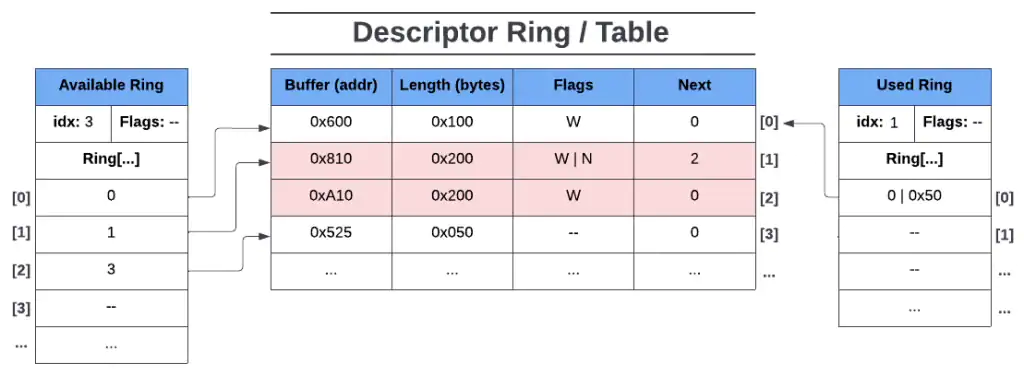 Descriptor Ring / Table
Available Ring
idx: 3 Flags: --
Ring[...]
[0] 0
[1] 1
[2] 3
[3] --
... ...
Buffer (addr) Length (bytes) Flags Next
0x600 0x100 W 0 [0]
0x810 0x200 W | N 2 [1]
0xA10 0x200 W 0 [2]
0x525 0x050 -- 0 [3]
... ... ... ... ...
Used Ring
idx: 1 Flags: --
Ring[...]
0 | 0x50 [0]
-- [1]
-- ...
... ...